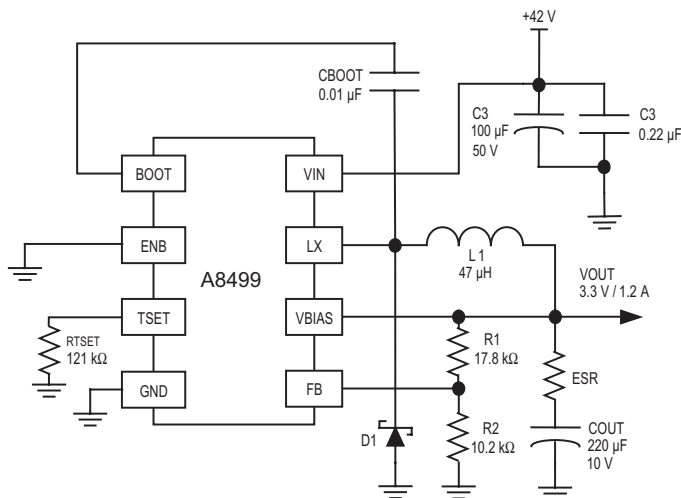 +42 V
CBOOT
0.01 µF
C3
100 µF
50 V
C3
0.22 µF
BOOT
VIN
ENB
LX
L1
47 µH
A8499
VOUT
3.3 V / 1.2 A
TSET
VBIAS
RTSET
121 kΩ
R1
17.8 kΩ
ESR
GND
FB
D1
R2
10.2 kΩ
COUT
220 µF
10 V